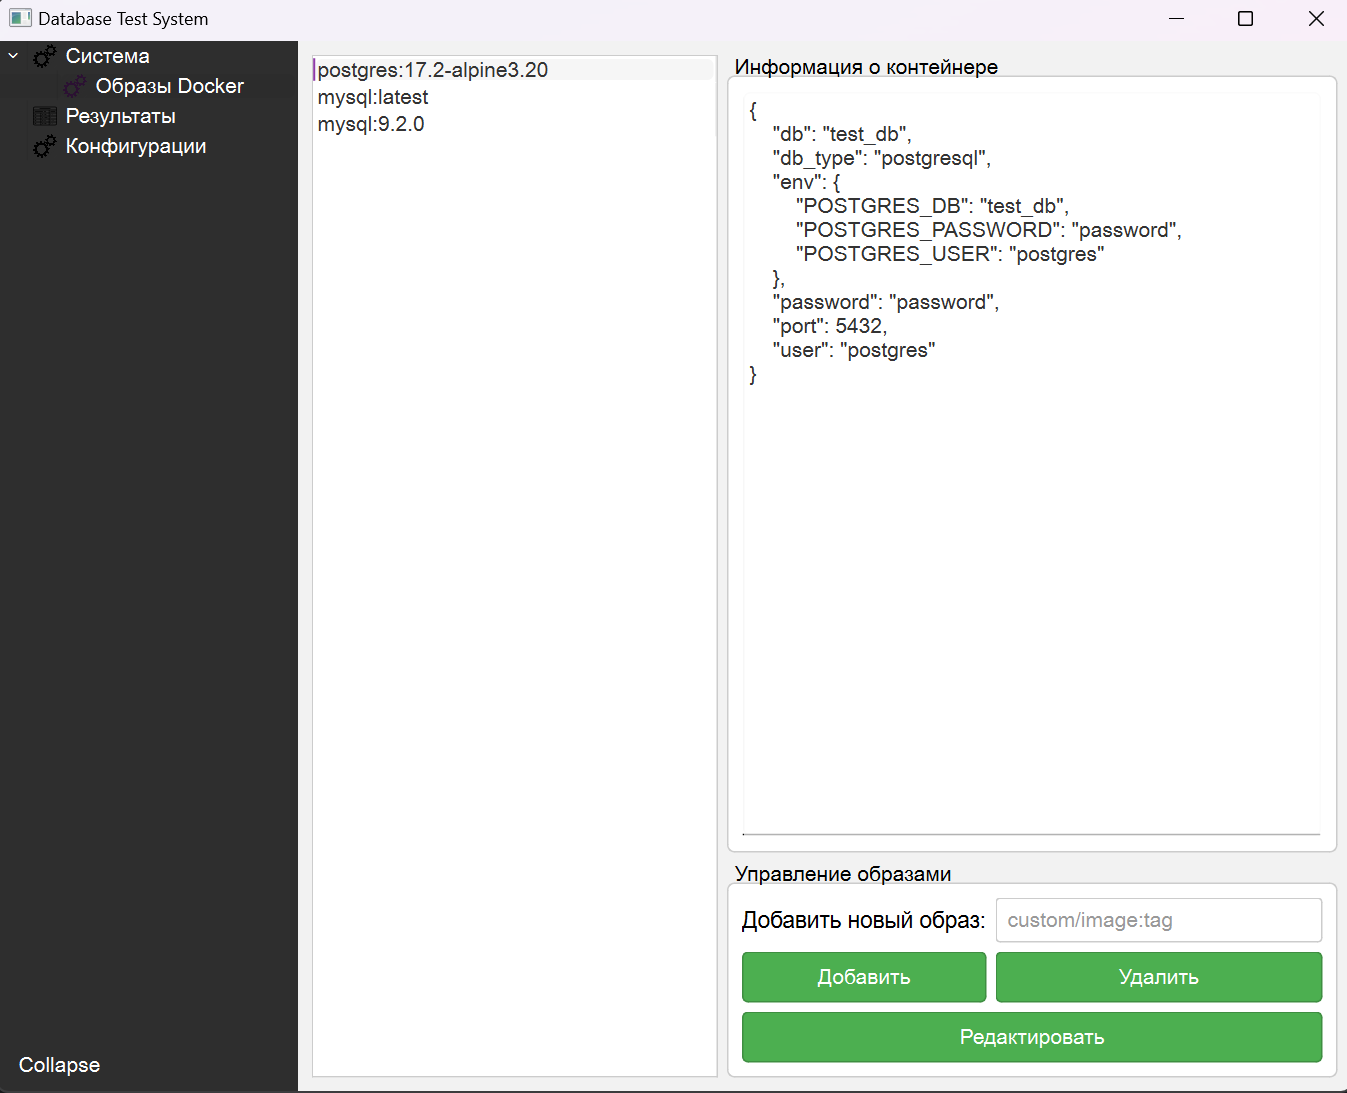 Database Test System
Система
Образы Docker
Результаты
Конфигурации
Collapse
postgres:17.2-alpine3.20
mysql:latest
mysql:9.2.0
Информация о контейнере
{
    "db": "test_db",
    "db_type": "postgresql",
    "env": {
        "POSTGRES_DB": "test_db",
        "POSTGRES_PASSWORD": "password",
        "POSTGRES_USER": "postgres"
    },
    "password": "password",
    "port": 5432,
    "user": "postgres"
}
Управление образами
Добавить новый образ: custom/image:tag
Добавить Удалить
Редактировать